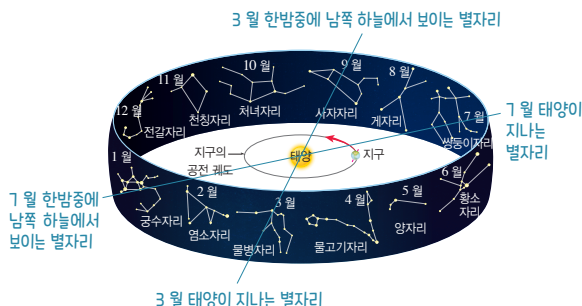 3월 한밤중에 남쪽 하늘에서 보이는 별자리
10월
9월
11월
8월
처녀자리
사자자리
천칭자리
게자리
12월
7월
전갈자리
쌍둥이자리
7월 태양이
지나는
별자리
지구의
공전 궤도
태양
지구
1월
6월
황소
자리
7월 한밤중에
남쪽 하늘에서
보이는 별자리
궁수자리
2월
염소자리
3월
물병자리
4월
물고기자리
5월
양자리
3월 태양이 지나는 별자리